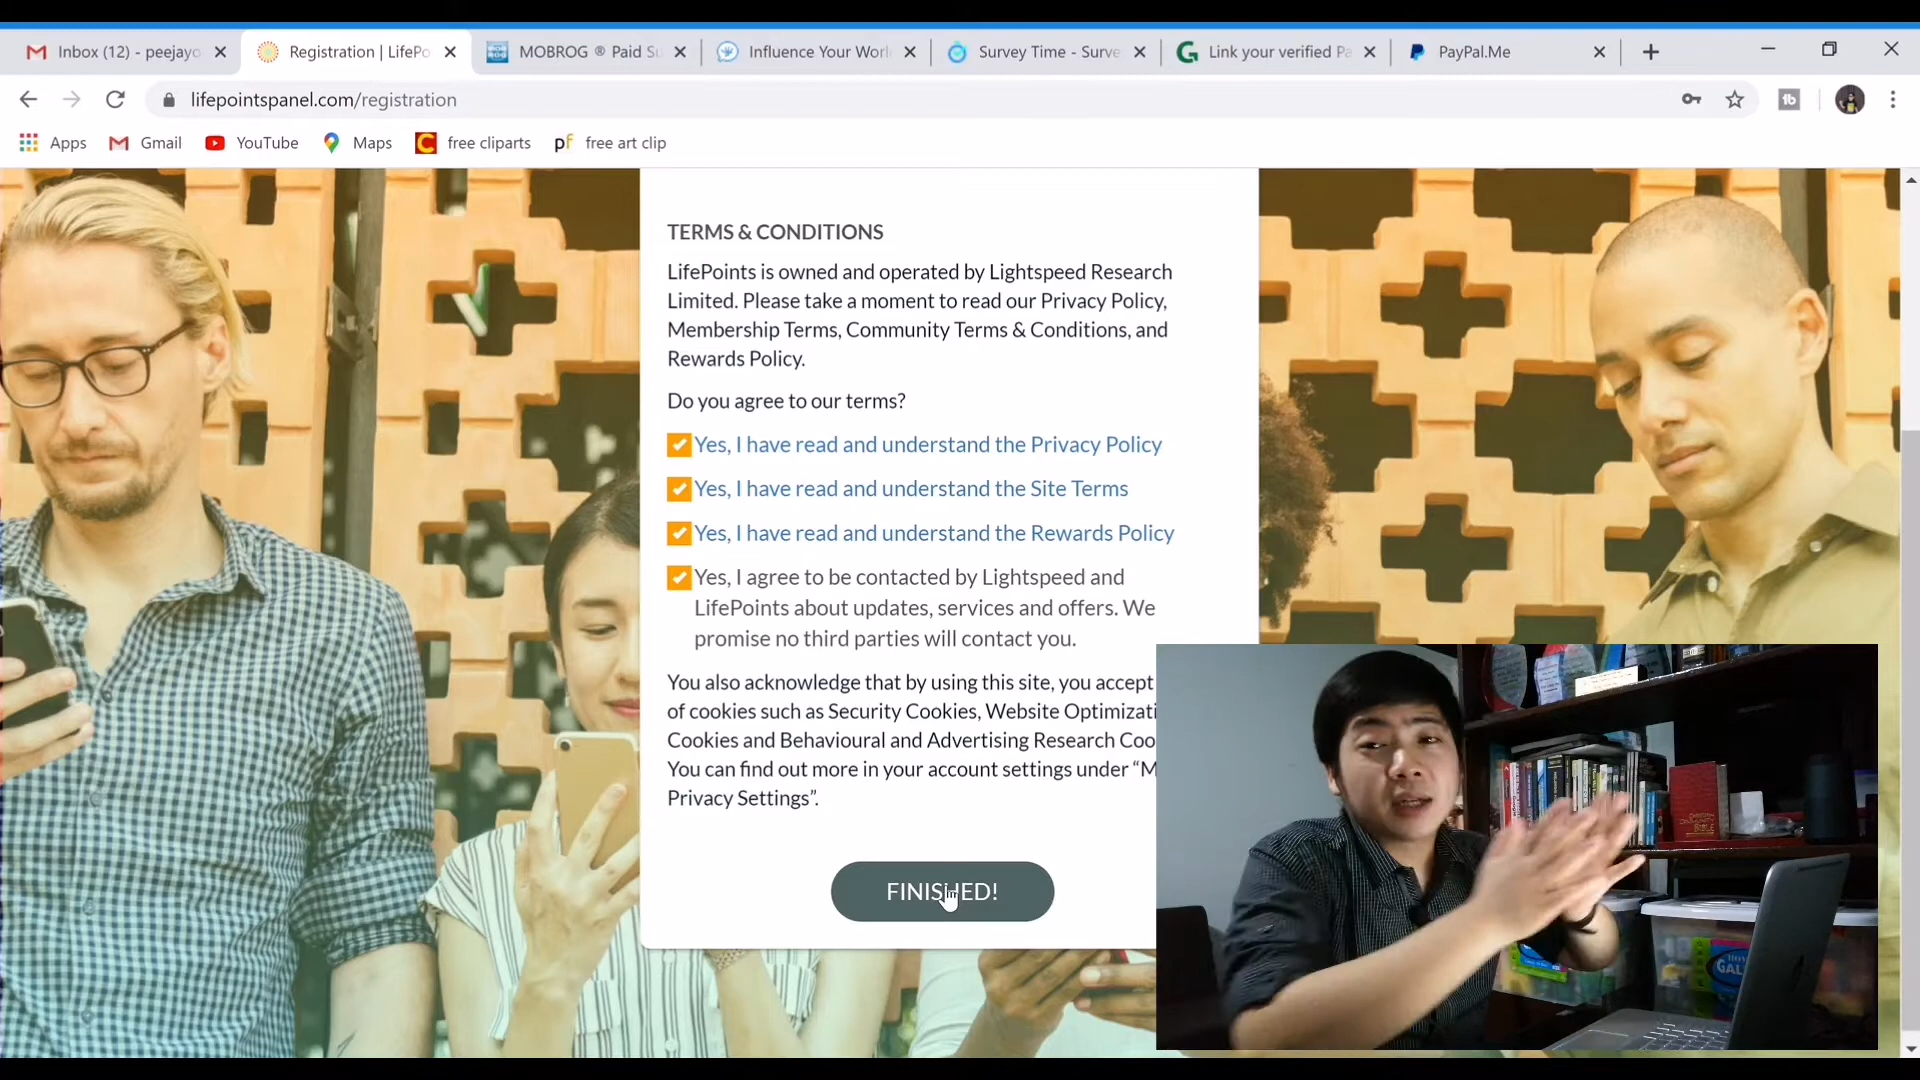 Inbox (12) - peejayo
Registration | LifePo
MOBROG ® Paid Su
Influence Your Worl
Survey Time - Surve
Link your verified Pa
PayPal.Me
lifepointspanel.com/registration
Apps
Gmail
YouTube
Maps
free cliparts
pf
free art clip
TERMS & CONDITIONS
LifePoints is owned and operated by Lightspeed Research
Limited. Please take a moment to read our Privacy Policy,
Membership Terms, Community Terms & Conditions, and
Rewards Policy.
Do you agree to our terms?
Yes, I have read and understand the Privacy Policy
Yes, I have read and understand the Site Terms
Yes, I have read and understand the Rewards Policy
Yes, I agree to be contacted by Lightspeed and
LifePoints about updates, services and offers. We
promise no third parties will contact you.
You also acknowledge that by using this site, you accept
of cookies such as Security Cookies, Website Optimizati
Cookies and Behavioural and Advertising Research Coo
You can find out more in your account settings under “M
Privacy Settings”.
FINISHED!
BIBLE